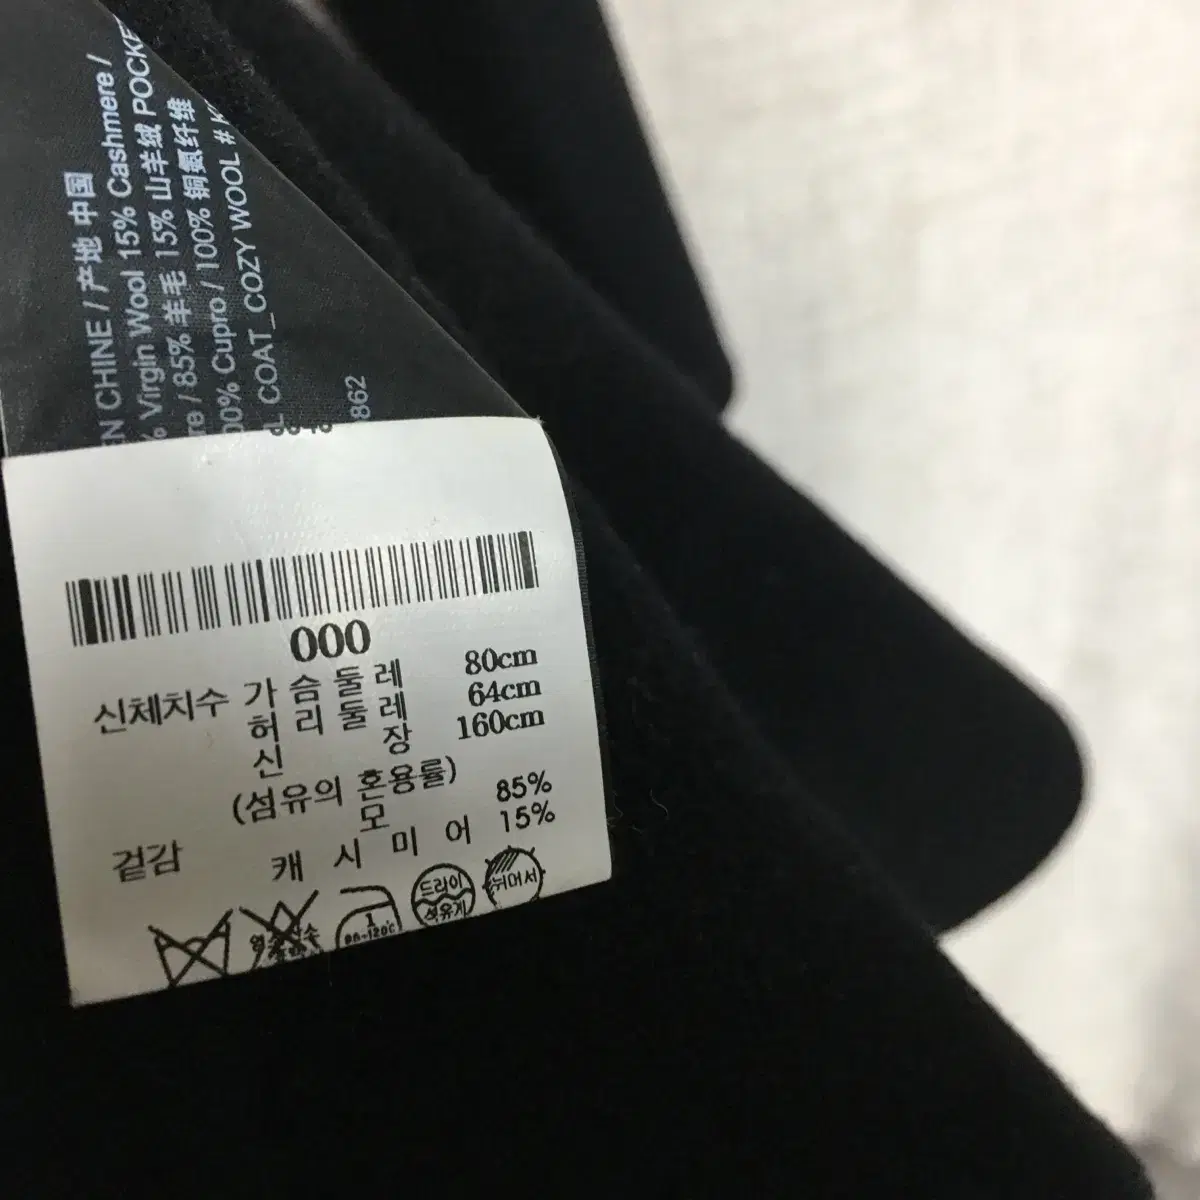 EN CHINE / 产地 中国
% Virgin Wool 15% Cashmere /
re / 85% 羊毛 15% 山羊绒 POCKE
00% Cupro / 100% 铜氨纤维
L COAT_COZY WOOL #
862
000
신체치수 가슴둘레 80cm
허리둘레 64cm
신장 160cm
(섬유의 혼용률)
겉감 모 85%
캐시미어 15%
드라이
석유계